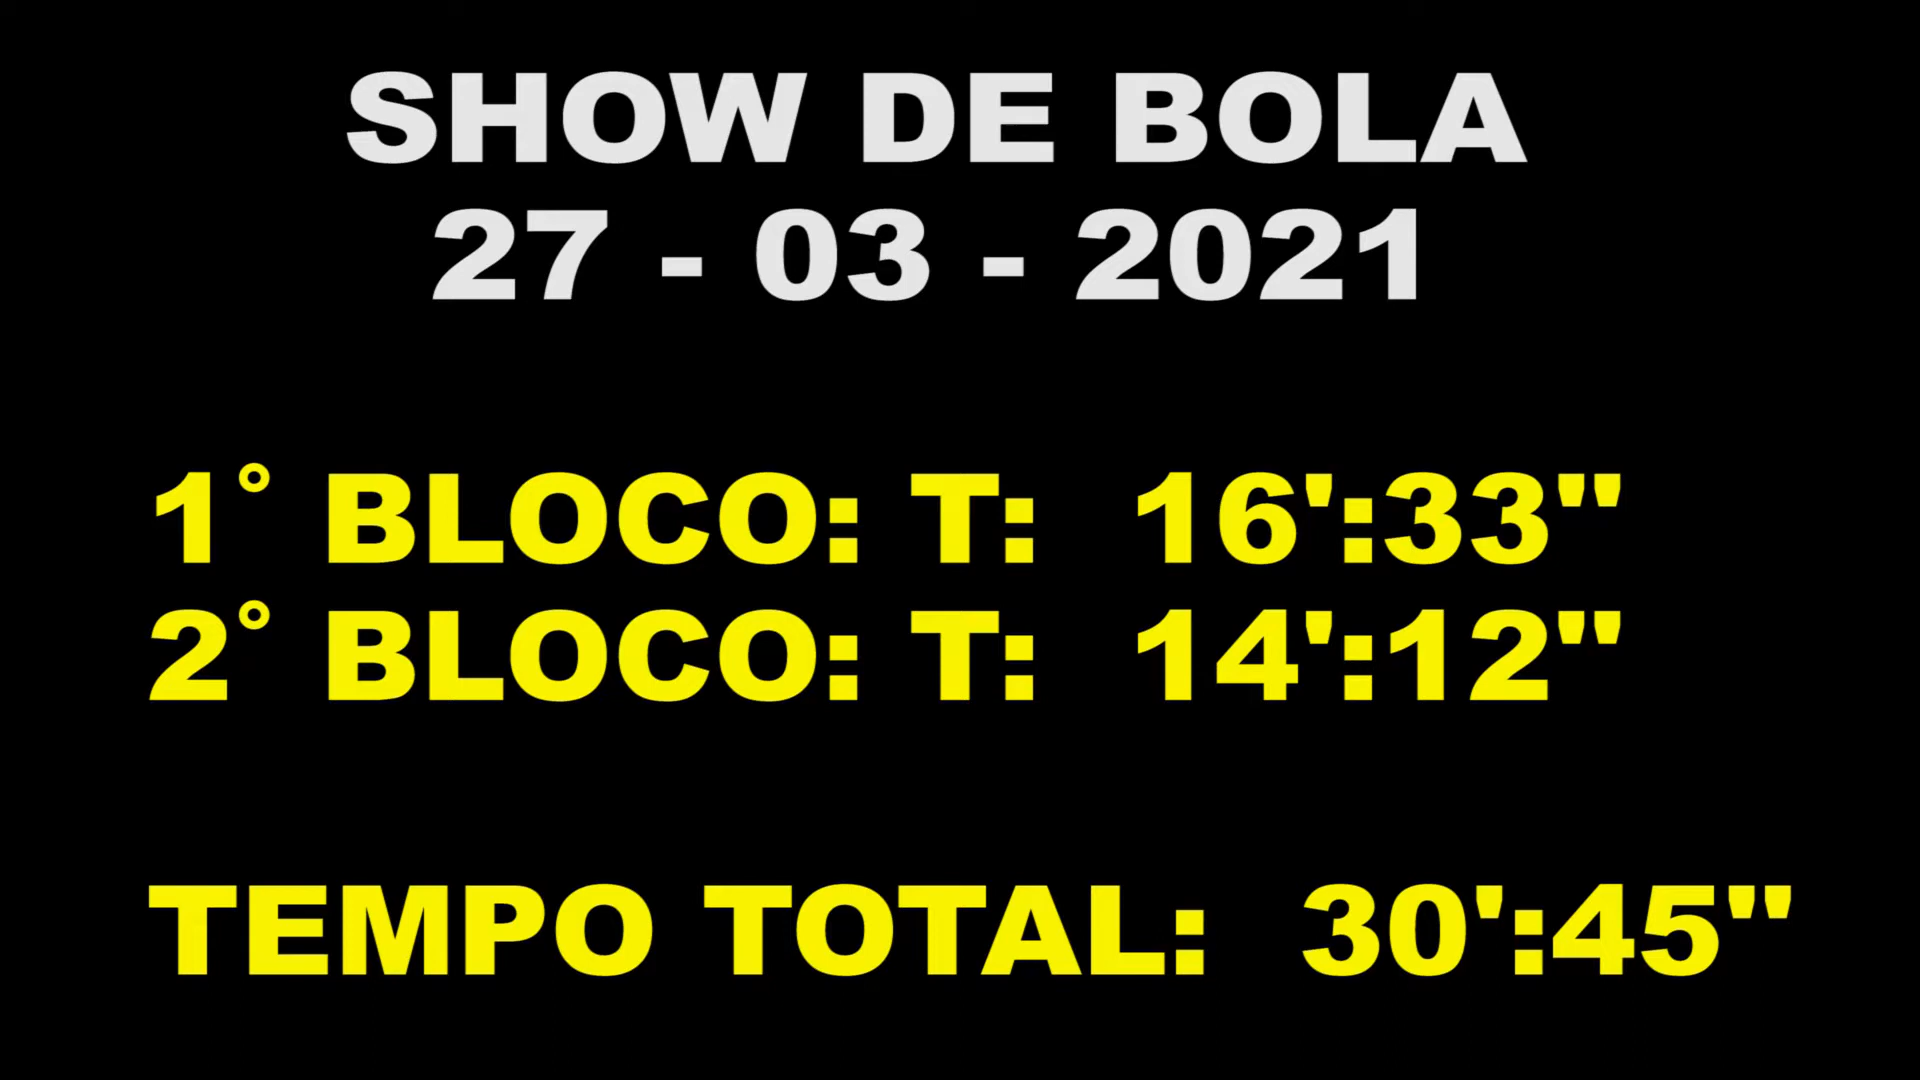 SHOW DE BOLA
27 - 03 - 2021
1° BLOCO: T: 16':33"
2° BLOCO: T: 14':12"
TEMPO TOTAL: 30':45"